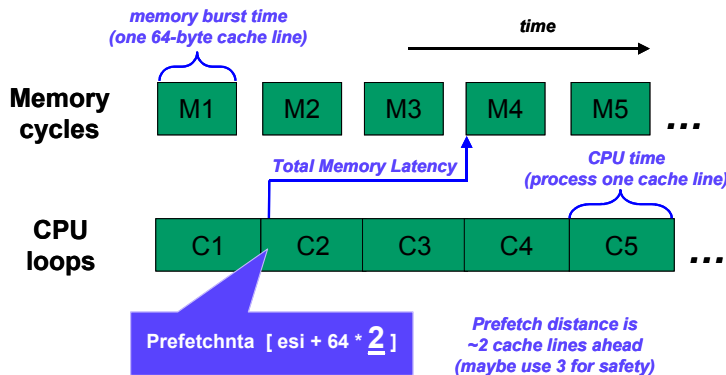 memory burst time
(one 64-byte cache line)
time
Memory
cycles
M1 M2 M3 M4 M5 ...
Total Memory Latency
CPU time
(process one cache line)
CPU
loops
C1 C2 C3 C4 C5 ...
Prefetchnta [ esi + 64 * 2 ]
Prefetch distance is
~2 cache lines ahead
(maybe use 3 for safety)